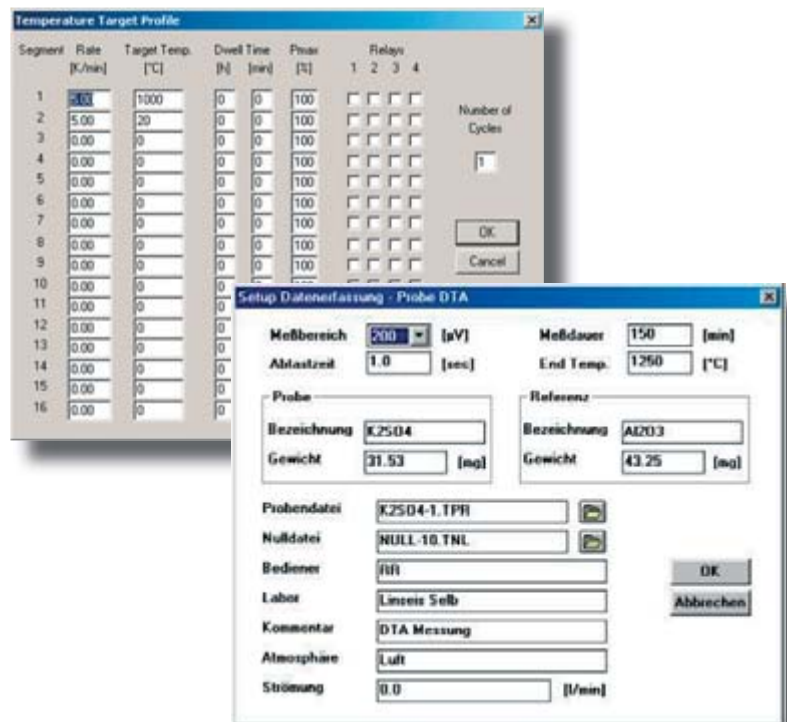 Temperature Target Profile
Segment Rate Target Temp. Dwell Time Pmax Relays
[K/min] [°C] [h] [min] [%] 1 2 3 4
1 5.00 1000 0 0 100
2 5.00 20 0 0 100
3 0.00 0 0 0 100
4 0.00 0 0 0 100
5 0.00 0 0 0 100
6 0.00 0 0 0 100
7 0.00 0 0 0 100
8 0.00 0 0 0 100
9 0.00 0 0 0 100
10 0.00 0
11 0.00 0
12 0.00 0
13 0.00 0
14 0.00 0
15 0.00 0
16 0.00 0
Number of
Cycles
1
OK
Cancel
Setup Datenerfassung - Probe DTA
Meßbereich 200 [µV] Meßdauer 150 [min]
Abtastzeit 1.0 [sec] End Temp. 1250 [°C]
Probe Referenz
Bezeichnung K2SO4 Bezeichnung Al2O3
Gewicht 31.53 [mg] Gewicht 43.25 [mg]
Probendatei K2SO4-1.TPR
Nulldatei NULL-10.TNL
Bediener RR OK
Labor Linseis Selb Abbrechen
Kommentar DTA Messung
Atmosphäre Luft
Strömung 0.0 [l/min]